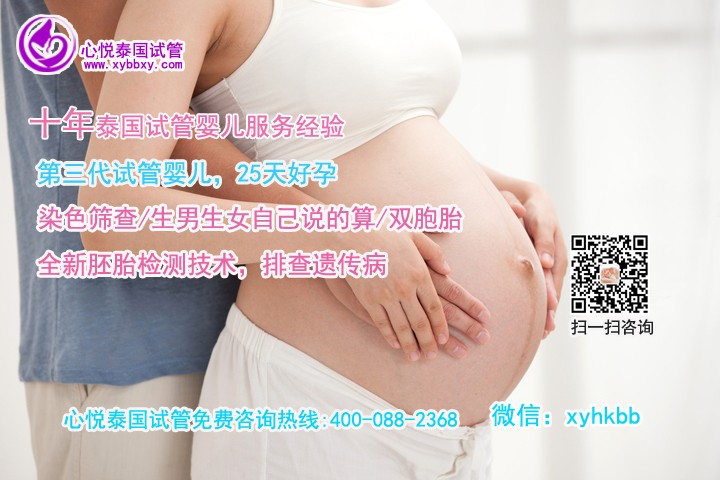 心悦泰国试管
www.xybbxy.com
十年泰国试管婴儿服务经验
第三代试管婴儿，25天好孕
染色筛查/生男生女自己说的算/双胞胎
全新胚胎检测技术，排查遗传病
扫一扫咨询
心悦泰国试管免费咨询热线:400-088-2368
微信：xyhkbb